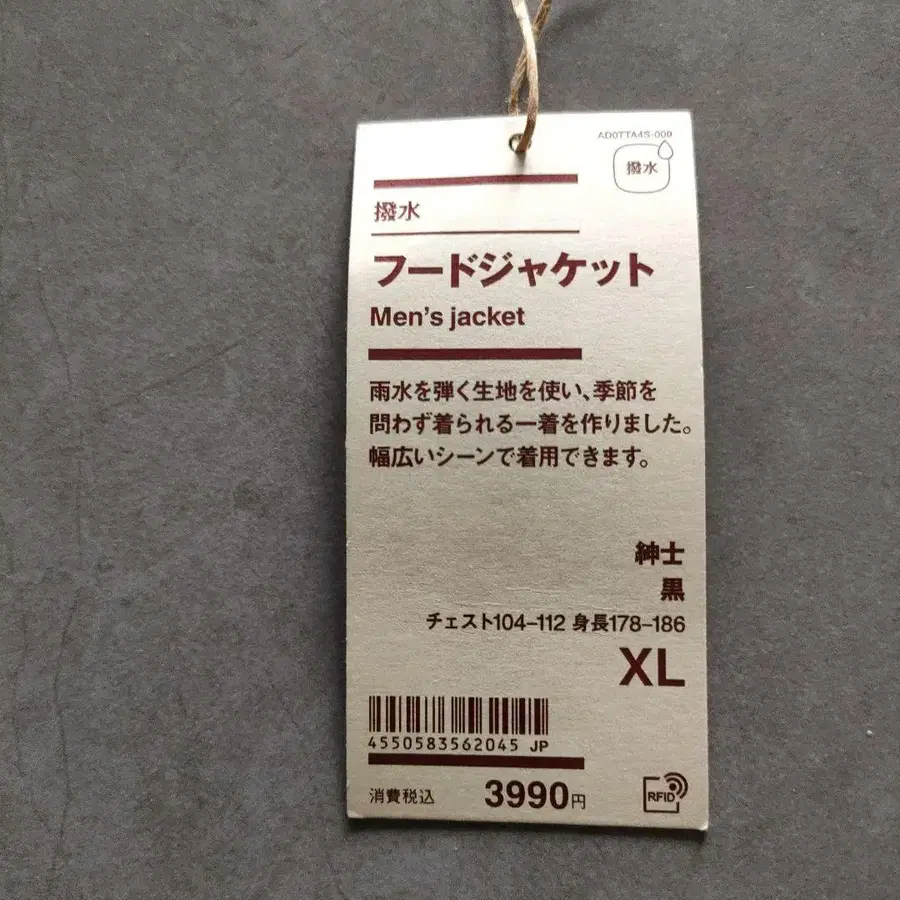 AD0TTA4S-009
撥水
撥水
フードジャケット
Men's jacket
雨水を弾く生地を使い、季節を
問わず着られる一着を作りました。
幅広いシーンで着用できます。
紳士
黒
チェスト104–112 身長178–186
XL
4550583562045 JP
消費税込 3990円
RFID